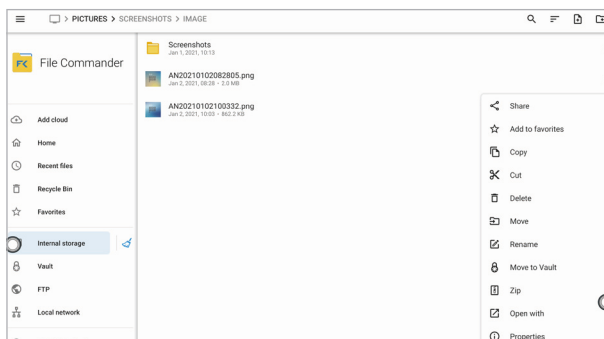 PICTURES > SCREENSHOTS > IMAGE
FK File Commander
Add cloud
Home
Recent files
Recycle Bin
Favorites
Internal storage
Vault
FTP
Local network
Screenshots
Jan 1, 2021, 10:13
AN20210102082805.png
Jan 2, 2021, 08:28 • 2.0 MB
AN20210102100332.png
Jan 2, 2021, 10:03 • 862.2 KB
Share
Add to favorites
Copy
Cut
Delete
Move
Rename
Move to Vault
Zip
Open with
Properties